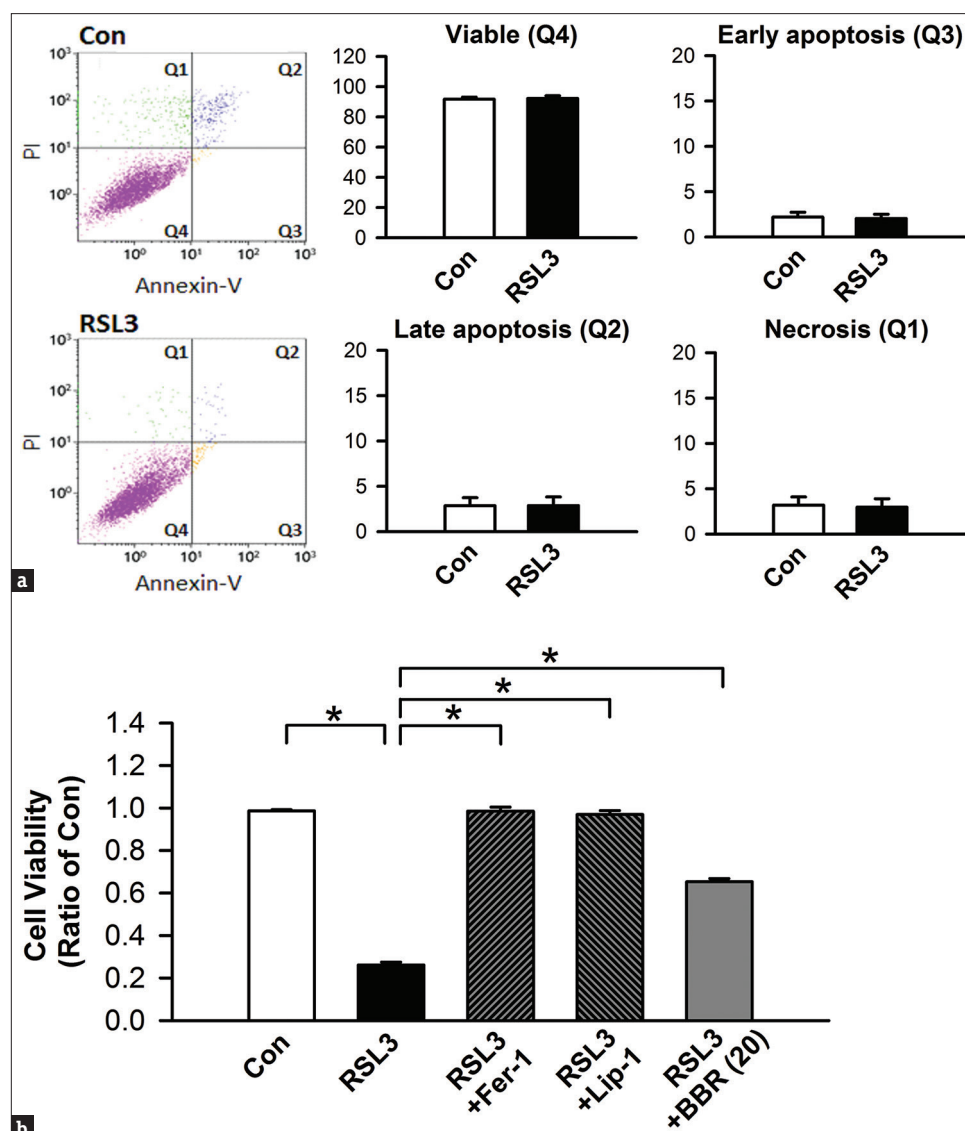 Con
10³
10²
10¹
10⁰
PI
Q1
Q2
Q4
Q3
10⁰ 10¹ 10² 10³
Annexin-V
Viable (Q4)
120
100
80
60
40
20
0
Con
RSL3
Early apoptosis (Q3)
20
15
10
5
0
Con
RSL3
RSL3
10³
10²
10¹
10⁰
PI
Q1
Q2
Q4
Q3
10⁰ 10¹ 10² 10³
Annexin-V
Late apoptosis (Q2)
20
15
10
5
0
Con
RSL3
Necrosis (Q1)
20
15
10
5
0
Con
RSL3
a
*
*
*
*
Cell Viability
(Ratio of Con)
1.4
1.2
1.0
0.8
0.6
0.4
0.2
0.0
Con
RSL3
RSL3
+Fer-1
RSL3
+Lip-1
RSL3
+BBR (20)
b